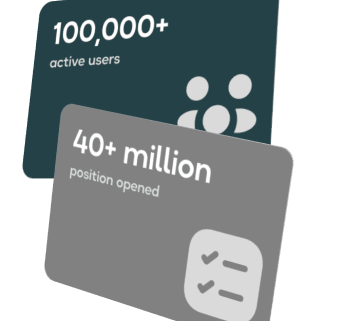 100,000+
active users
40+ million
position opened